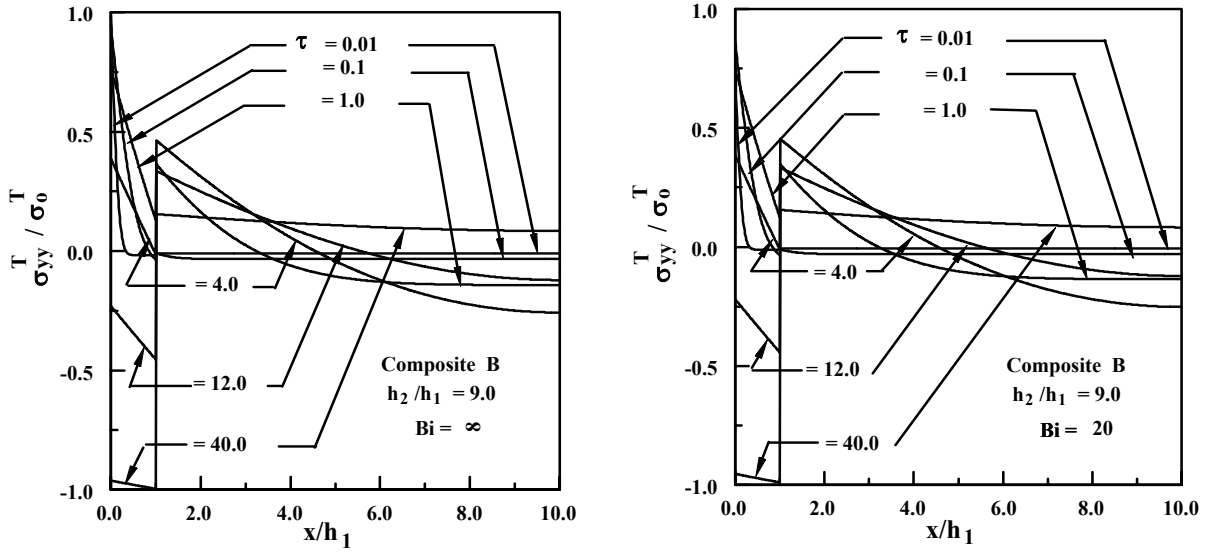 1.0
0.5
0.0
-0.5
-1.0
σ_yy^T / σ_o^T
τ = 0.01
= 0.1
= 1.0
= 4.0
= 12.0
= 40.0
Composite B
h2/h1 = 9.0
Bi = ∞
0.0 2.0 4.0 6.0 8.0 10.0
x/h1
1.0
0.5
0.0
-0.5
-1.0
σ_yy^T / σ_o^T
τ = 0.01
= 0.1
= 1.0
= 4.0
= 12.0
= 40.0
Composite B
h2/h1 = 9.0
Bi = 20
0.0 2.0 4.0 6.0 8.0 10.0
x/h1